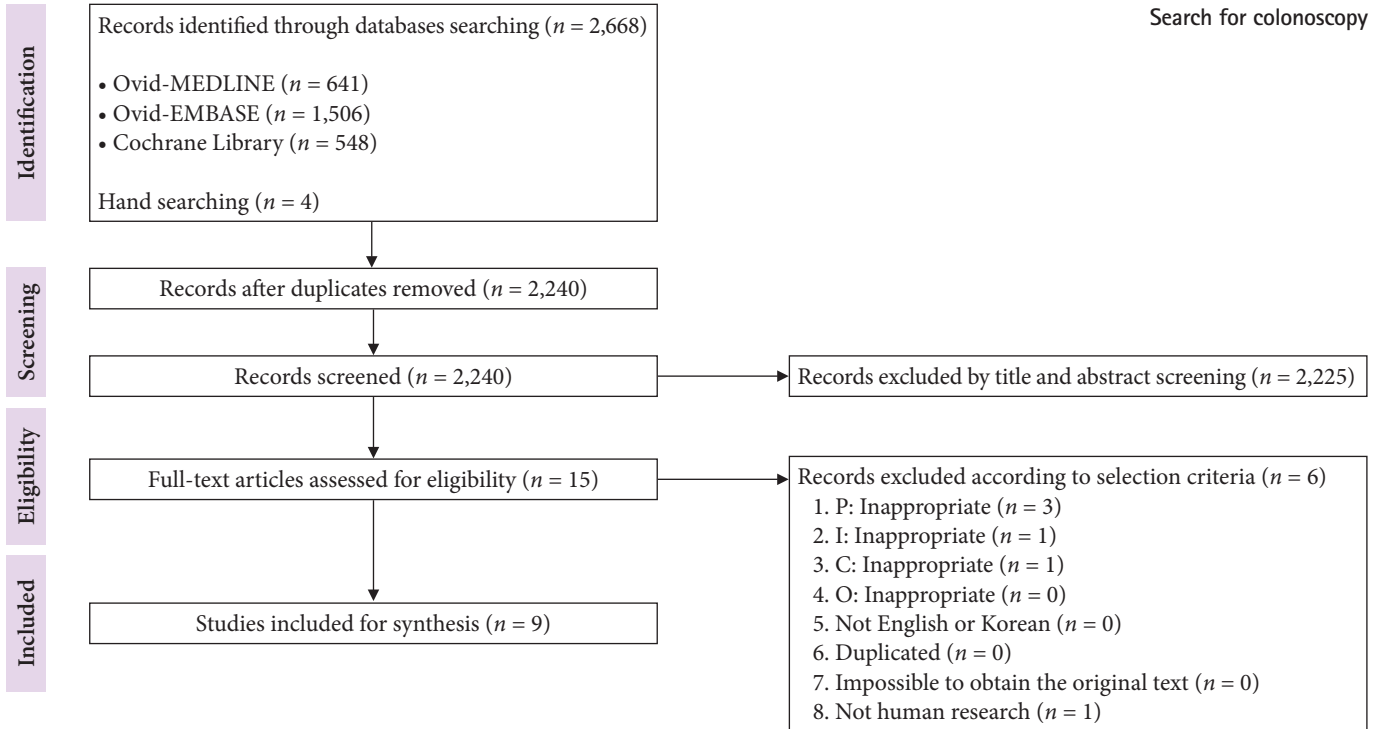 Search for colonoscopy
Identification
Records identified through databases searching (n = 2,668)
• Ovid-MEDLINE (n = 641)
• Ovid-EMBASE (n = 1,506)
• Cochrane Library (n = 548)
Hand searching (n = 4)
Screening
Records after duplicates removed (n = 2,240)
Records screened (n = 2,240)
Records excluded by title and abstract screening (n = 2,225)
Eligibility
Full-text articles assessed for eligibility (n = 15)
Records excluded according to selection criteria (n = 6)
1. P: Inappropriate (n = 3)
2. I: Inappropriate (n = 1)
3. C: Inappropriate (n = 1)
4. O: Inappropriate (n = 0)
5. Not English or Korean (n = 0)
6. Duplicated (n = 0)
7. Impossible to obtain the original text (n = 0)
8. Not human research (n = 1)
Included
Studies included for synthesis (n = 9)